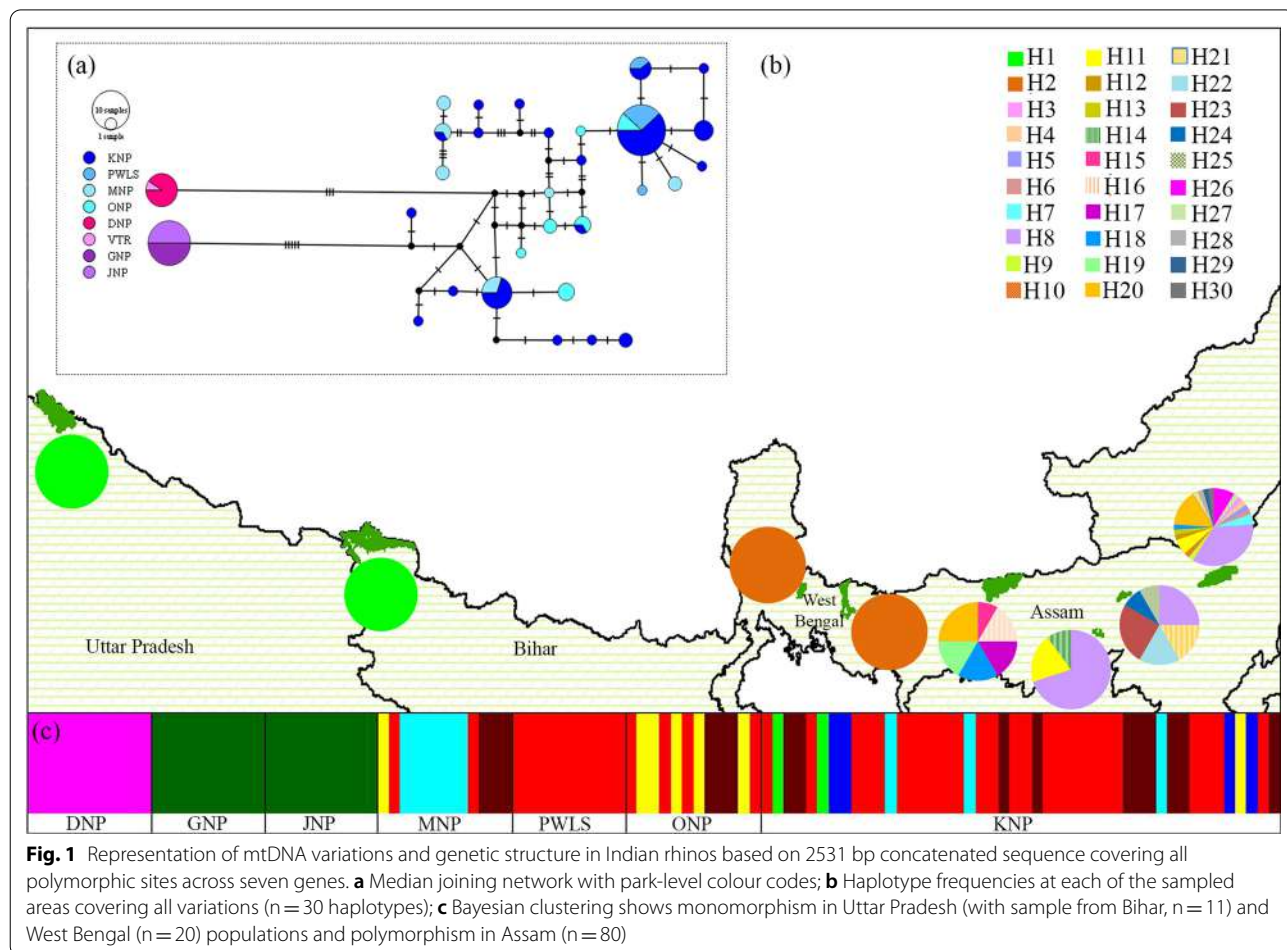 (a)
10 samples
1 sample
KNP
PWLS
MNP
ONP
DNP
VTR
GNP
JNP
(b)
H1 H11 H21
H2 H12 H22
H3 H13 H23
H4 H14 H24
H5 H15 H25
H6 H16 H26
H7 H17 H27
H8 H18 H28
H9 H19 H29
H10 H20 H30
Uttar Pradesh
Bihar
West
Bengal
Assam
(c)
DNP GNP JNP MNP PWLS ONP KNP
Fig. 1 Representation of mtDNA variations and genetic structure in Indian rhinos based on 2531 bp concatenated sequence covering all
polymorphic sites across seven genes. a Median joining network with park-level colour codes; b Haplotype frequencies at each of the sampled
areas covering all variations (n = 30 haplotypes); c Bayesian clustering shows monomorphism in Uttar Pradesh (with sample from Bihar, n = 11) and
West Bengal (n = 20) populations and polymorphism in Assam (n = 80)